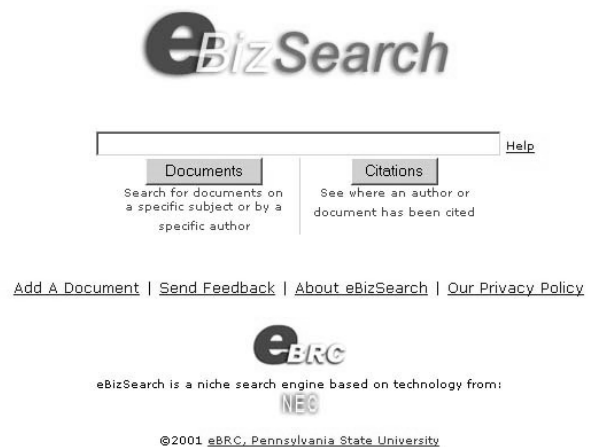 eBizSearch
Help
Documents
Citations
Search for documents on
a specific subject or by a
specific author
See where an author or
document has been cited
Add A Document | Send Feedback | About eBizSearch | Our Privacy Policy
eBRC
eBizSearch is a niche search engine based on technology from:
NEC
©2001 eBRC, Pennsylvania State University